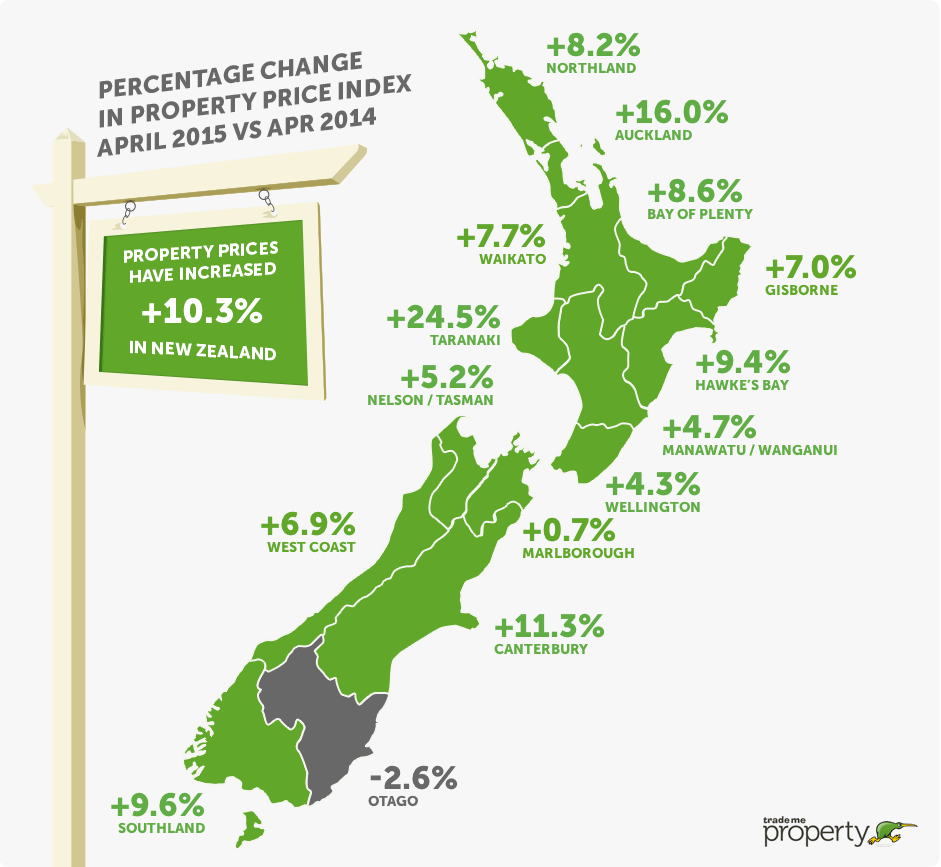 PERCENTAGE CHANGE
IN PROPERTY PRICE INDEX
APRIL 2015 VS APR 2014
PROPERTY PRICES
HAVE INCREASED
+10.3%
IN NEW ZEALAND
+8.2%
NORTHLAND
+16.0%
AUCKLAND
+8.6%
BAY OF PLENTY
+7.7%
WAIKATO
+7.0%
GISBORNE
+24.5%
TARANAKI
+9.4%
HAWKE'S BAY
+5.2%
NELSON / TASMAN
+4.7%
MANAWATU / WANGANUI
+4.3%
WELLINGTON
+6.9%
WEST COAST
+0.7%
MARLBOROUGH
+11.3%
CANTERBURY
-2.6%
OTAGO
+9.6%
SOUTHLAND
trade me
property